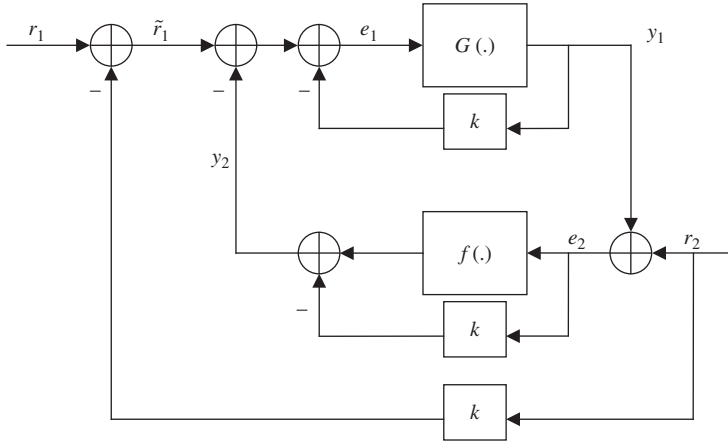 r₁ r̃₁ e₁ G(.) y₁
− − −
k
y₂
f(.) e₂ r₂
−
k
k